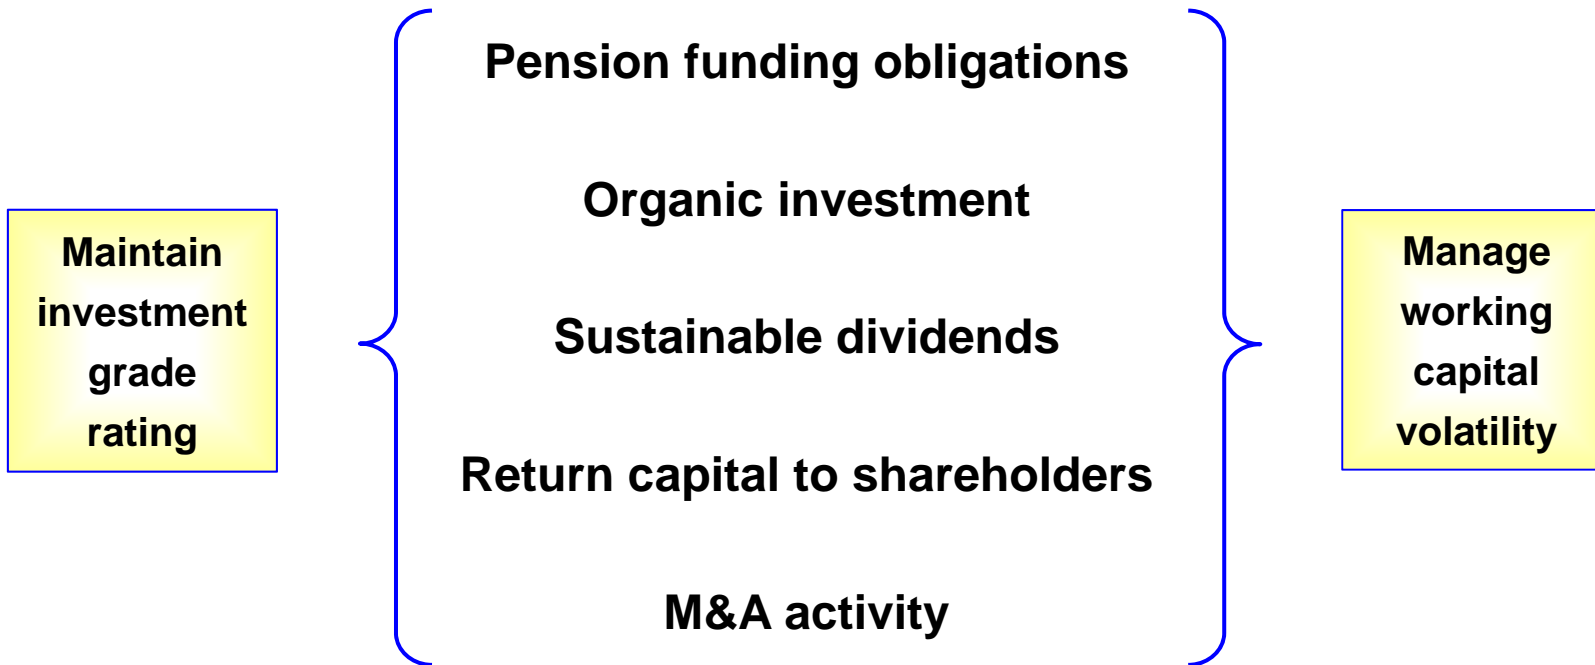 Maintain
investment
grade
rating
Pension funding obligations
Organic investment
Sustainable dividends
Return capital to shareholders
M&A activity
Manage
working
capital
volatility